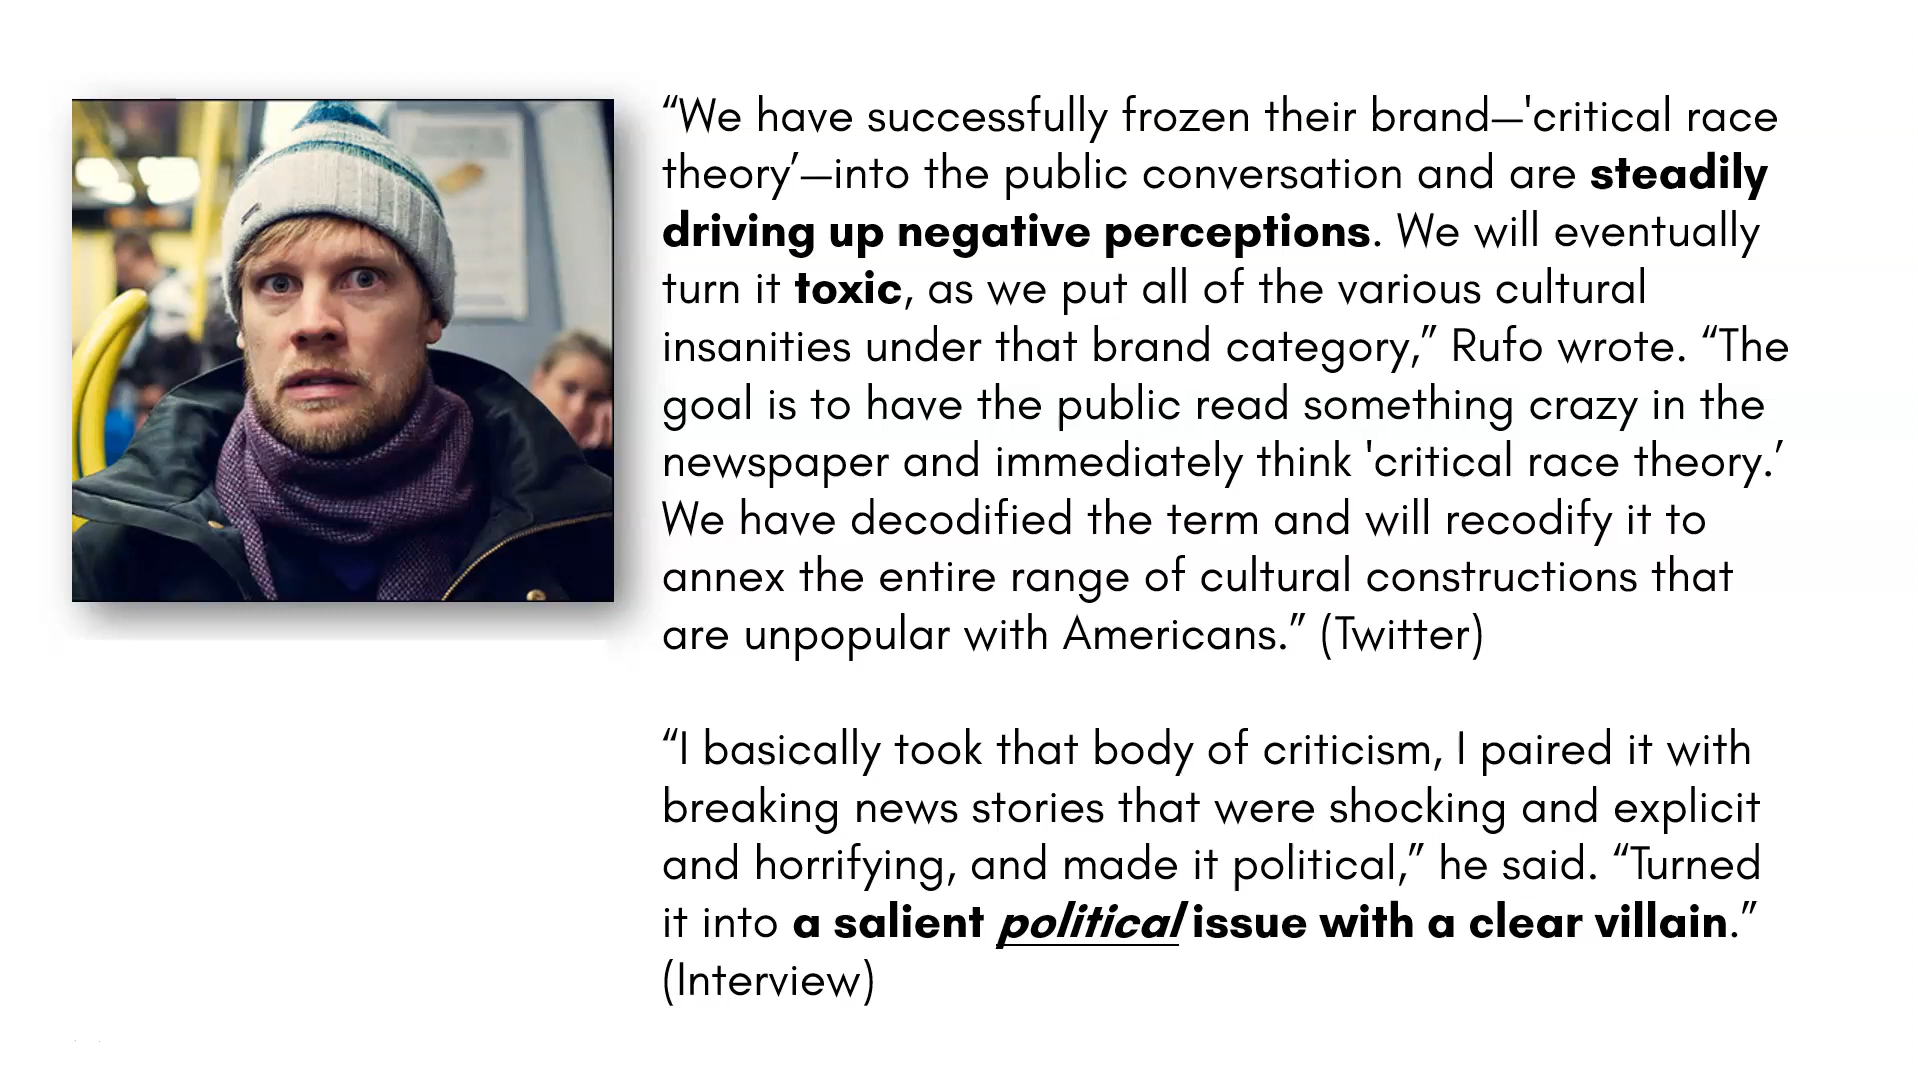 “We have successfully frozen their brand—'critical race
theory’—into the public conversation and are steadily
driving up negative perceptions. We will eventually
turn it toxic, as we put all of the various cultural
insanities under that brand category,” Rufo wrote. “The
goal is to have the public read something crazy in the
newspaper and immediately think 'critical race theory.’
We have decodified the term and will recodify it to
annex the entire range of cultural constructions that
are unpopular with Americans.” (Twitter)
“I basically took that body of criticism, I paired it with
breaking news stories that were shocking and explicit
and horrifying, and made it political,” he said. “Turned
it into a salient political issue with a clear villain.”
(Interview)